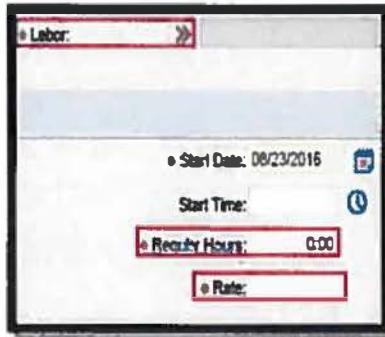 Labor:
Start Date: 08/23/2016
Start Time:
Regular Hours: 0:00
Rate: